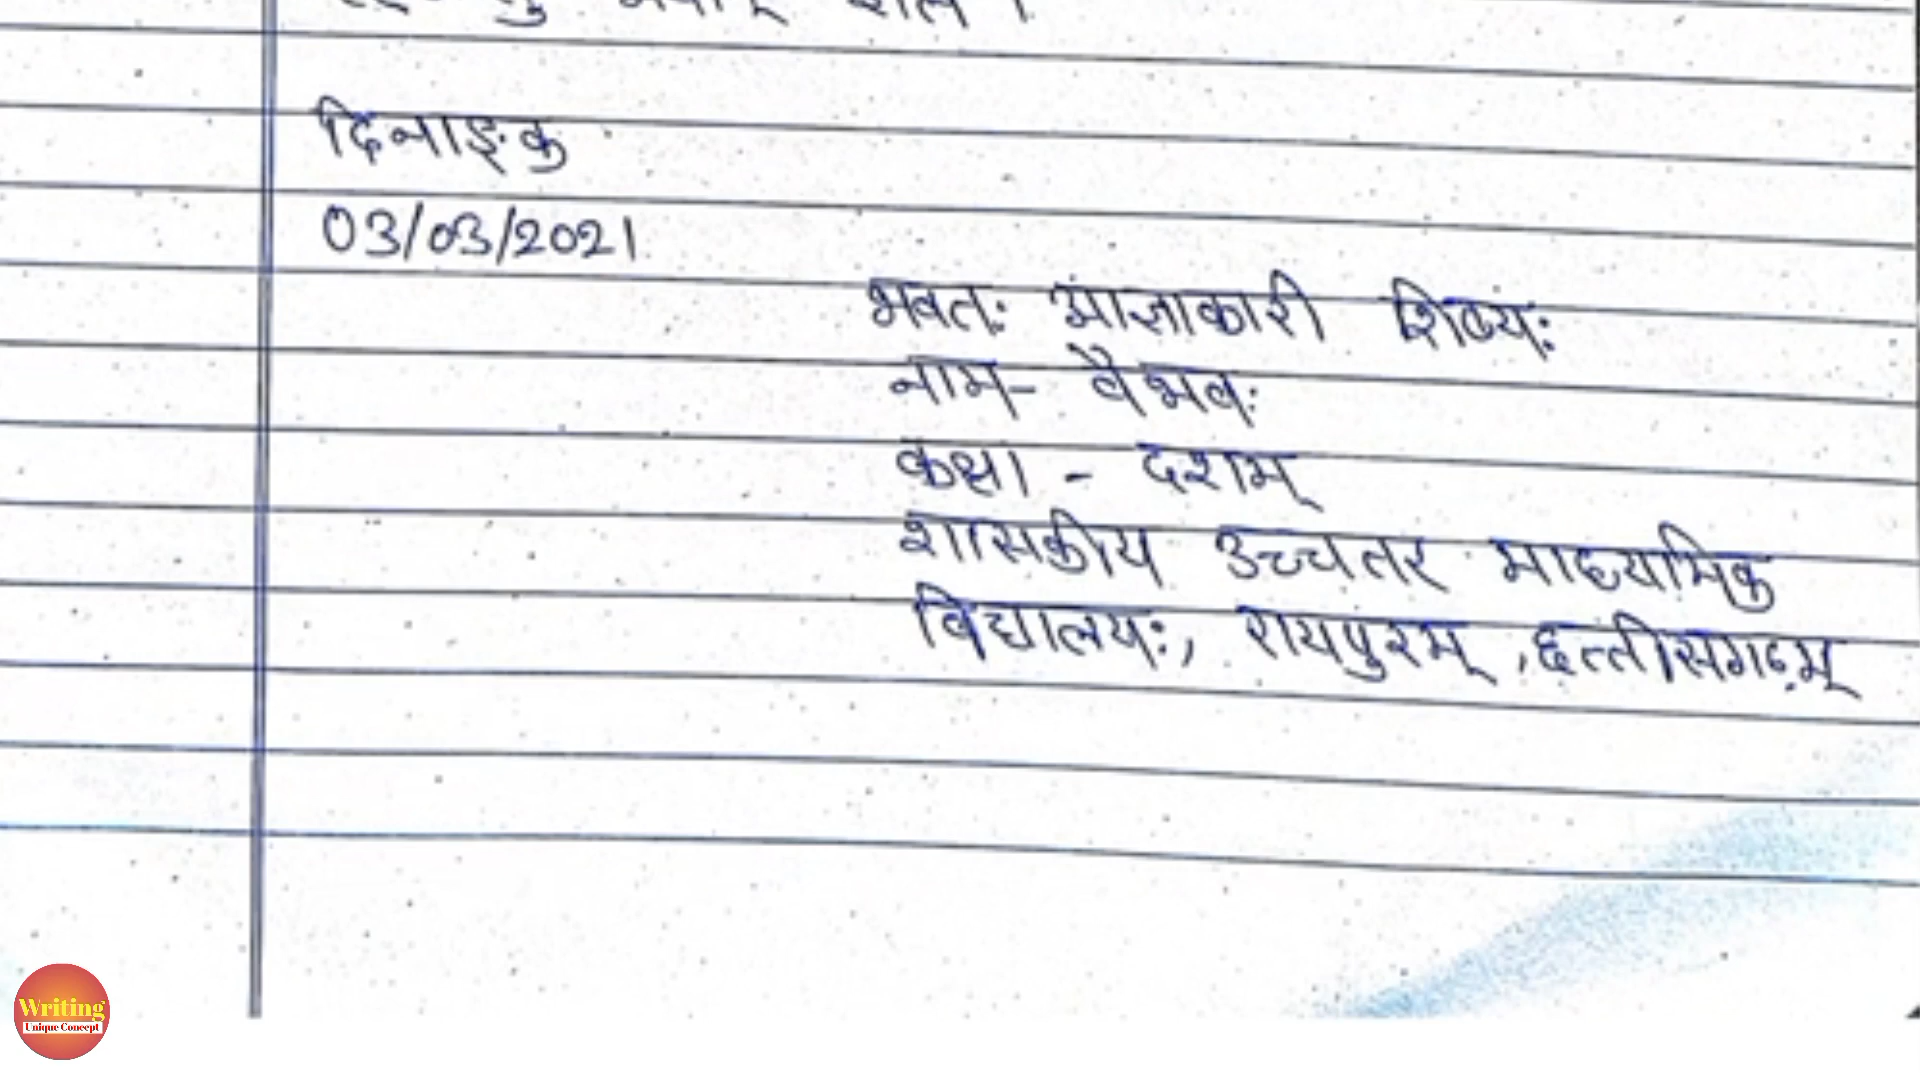 दिनाङ्क
03/03/2021
भवतः आज्ञाकारी शिष्यः
नाम- वैभवः
कक्षा - दशम्
शासकीय उच्चतर माध्यमिक
विद्यालयः, रायपुरम्, छत्तीसगढ़म्
Writing
Unique Concept